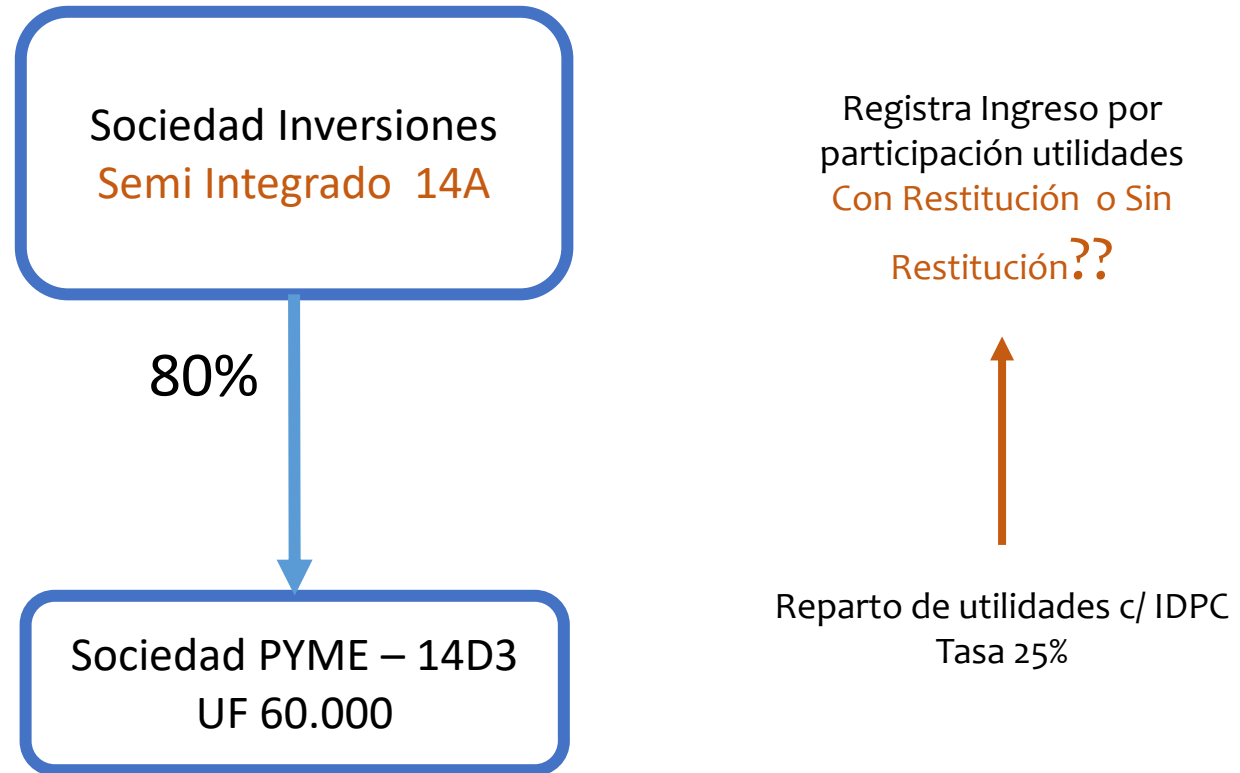 Sociedad Inversiones
Semi Integrado 14A
Registra Ingreso por
participación utilidades
Con Restitución o Sin
Restitución??
80%
Reparto de utilidades c/ IDPC
Tasa 25%
Sociedad PYME – 14D3
UF 60.000